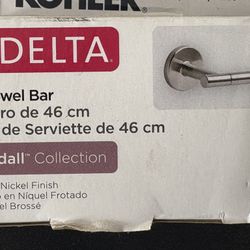 KOHLER
DELTA
wel Bar
ro de 46 cm
de Serviette de 46 cm
dall™ Collection
Nickel Finish
o en Níquel Frotado
el Brossé